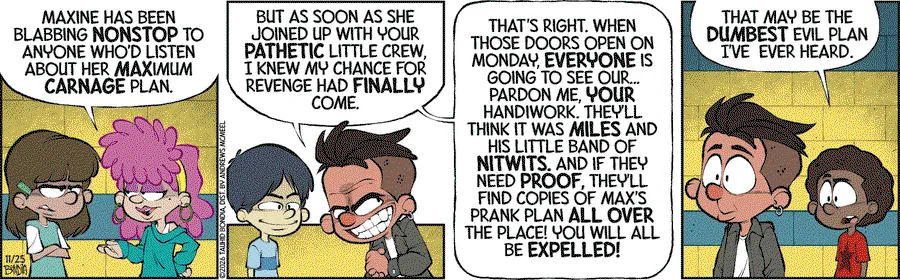 MAXINE HAS BEEN
BLABBING NONSTOP TO
ANYONE WHO'D LISTEN
ABOUT HER MAXIMUM
CARNAGE PLAN.
BUT AS SOON AS SHE
JOINED UP WITH YOUR
PATHETIC LITTLE CREW,
I KNEW MY CHANCE FOR
REVENGE HAD FINALLY
COME.
THAT'S RIGHT. WHEN
THOSE DOORS OPEN ON
MONDAY, EVERYONE IS
GOING TO SEE OUR...
PARDON ME, YOUR
HANDIWORK. THEY'LL
THINK IT WAS MILES AND
HIS LITTLE BAND OF
NITWITS. AND IF THEY
NEED PROOF, THEY'LL
FIND COPIES OF MAX'S
PRANK PLAN ALL OVER
THE PLACE! YOU WILL ALL
BE EXPELLED!
THAT MAY BE THE
DUMBEST EVIL PLAN
I'VE EVER HEARD.
11/25
BONDIA
DIST. BY ANDREWS MCMEEL